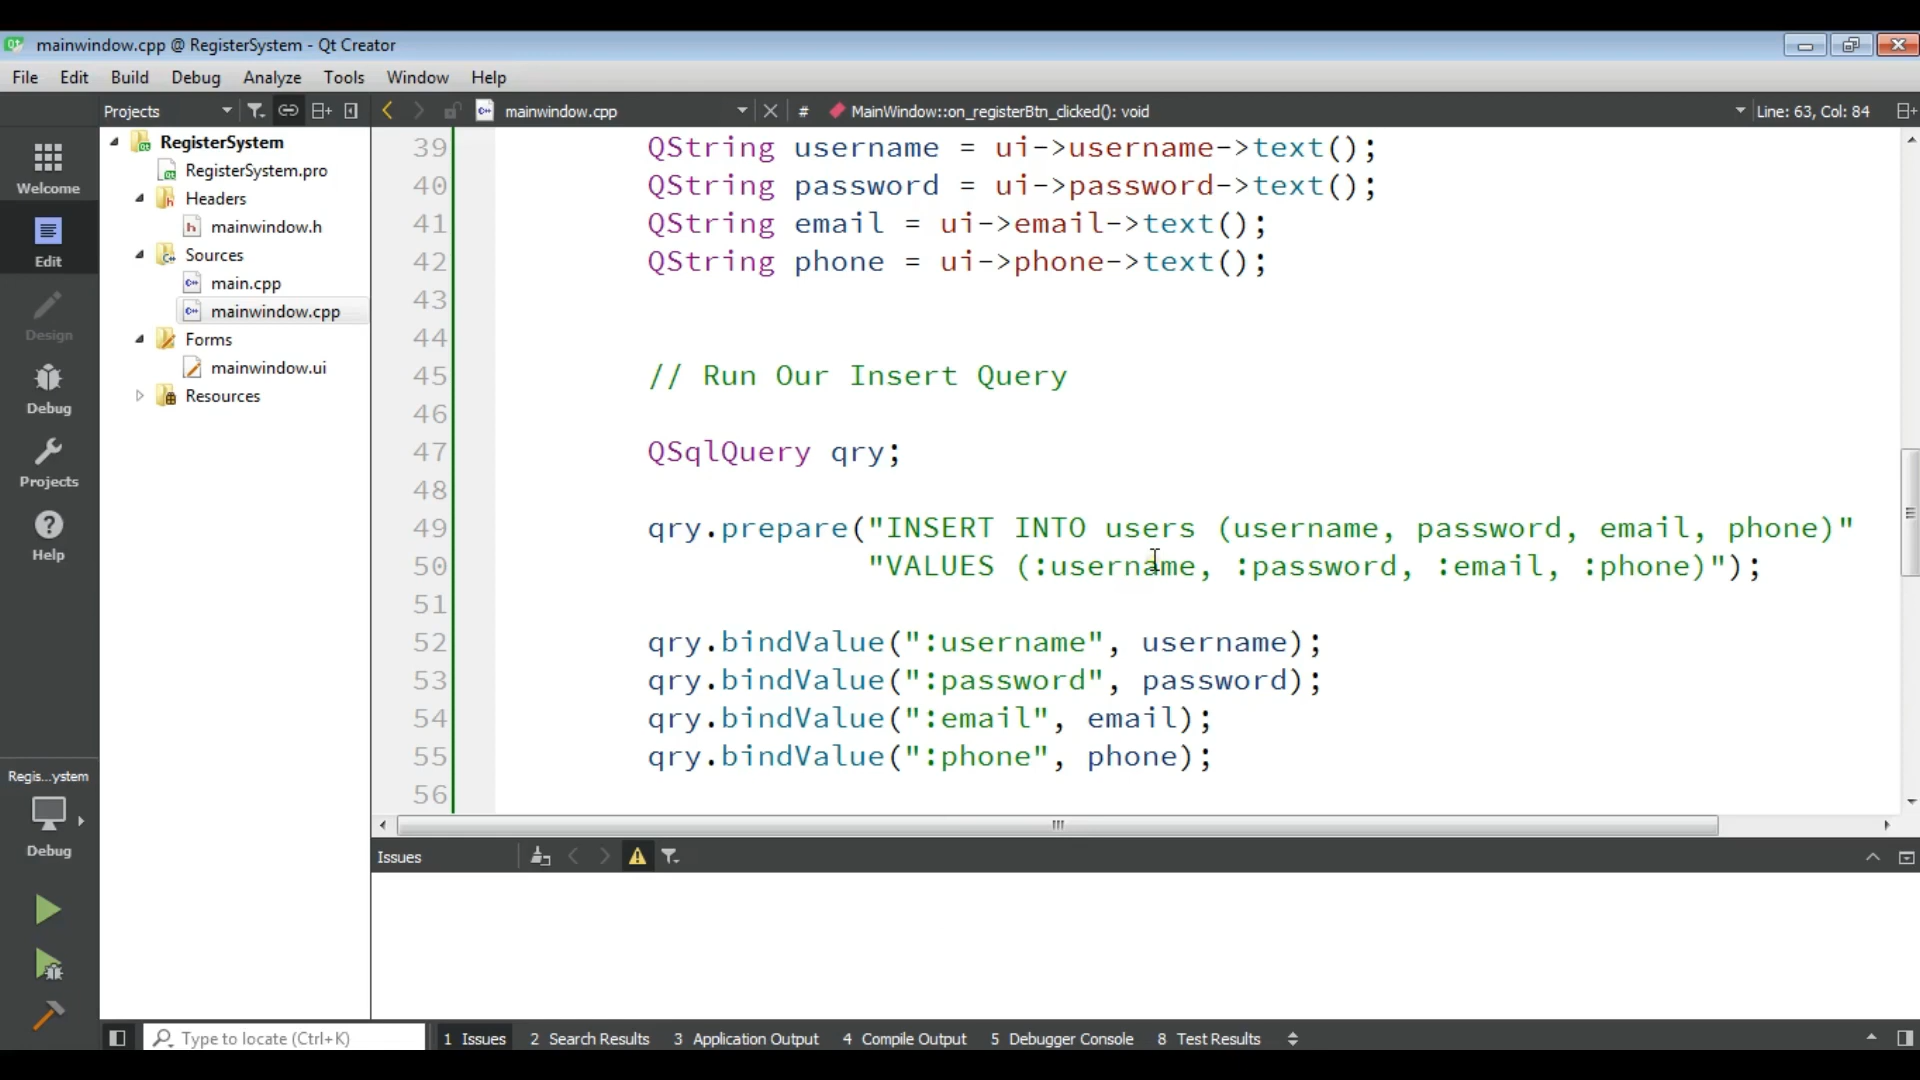 mainwindow.cpp @ RegisterSystem - Qt Creator
File Edit Build Debug Analyze Tools Window Help
Projects
mainwindow.cpp
# MainWindow::on_registerBtn_clicked(): void
Line: 63, Col: 84
Welcome
Edit
Design
Debug
Projects
Help
Regis...ystem
Debug
RegisterSystem
RegisterSystem.pro
Headers
mainwindow.h
Sources
main.cpp
mainwindow.cpp
Forms
mainwindow.ui
Resources
39 QString username = ui->username->text();
40 QString password = ui->password->text();
41 QString email = ui->email->text();
42 QString phone = ui->phone->text();
43
44
45 // Run Our Insert Query
46
47 QSqlQuery qry;
48
49 qry.prepare("INSERT INTO users (username, password, email, phone)"
50 "VALUES (:username, :password, :email, :phone)");
51
52 qry.bindValue(":username", username);
53 qry.bindValue(":password", password);
54 qry.bindValue(":email", email);
55 qry.bindValue(":phone", phone);
56
Issues
Type to locate (Ctrl+K)
1 Issues 2 Search Results 3 Application Output 4 Compile Output 5 Debugger Console 8 Test Results